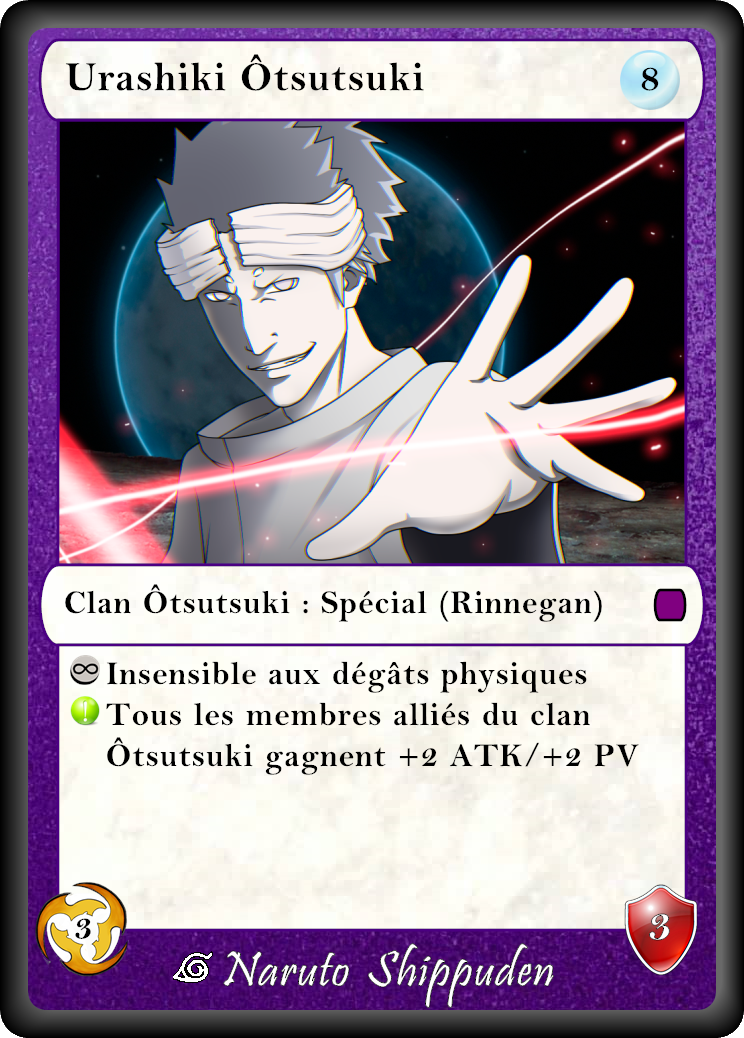 Urashiki Ôtsutsuki
8
Clan Ôtsutsuki : Spécial (Rinnegan)
∞ Insensible aux dégâts physiques
! Tous les membres alliés du clan
Ôtsutsuki gagnent +2 ATK/+2 PV
3
3
Naruto Shippuden